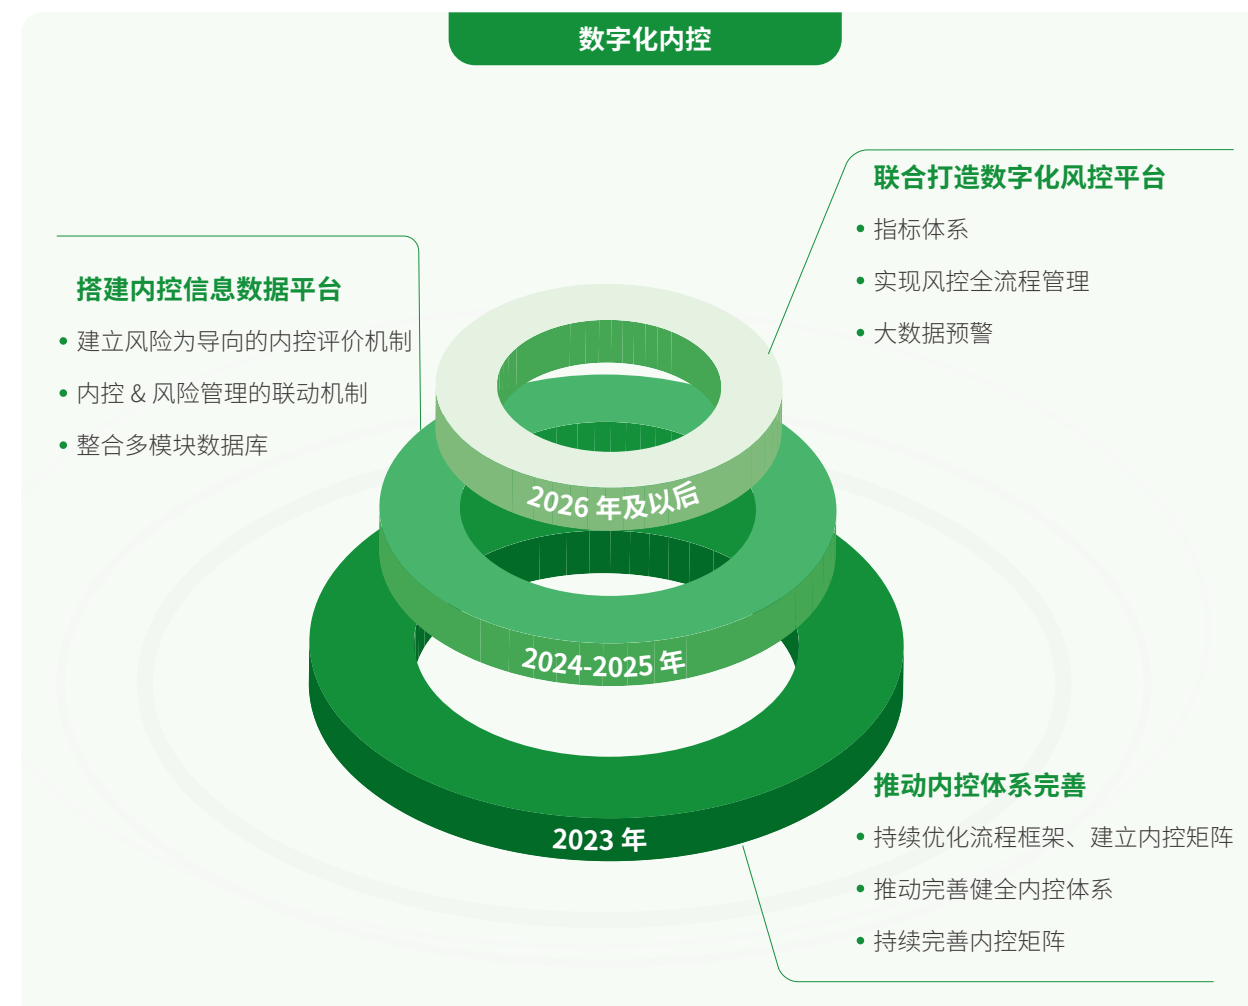 数字化内控
联合打造数字化风控平台
指标体系
实现风控全流程管理
大数据预警
搭建内控信息数据平台
建立风险为导向的内控评价机制
内控 & 风险管理的联动机制
整合多模块数据库
2026 年及以后
2024-2025 年
2023 年
推动内控体系完善
持续优化流程框架、建立内控矩阵
推动完善健全内控体系
持续完善内控矩阵